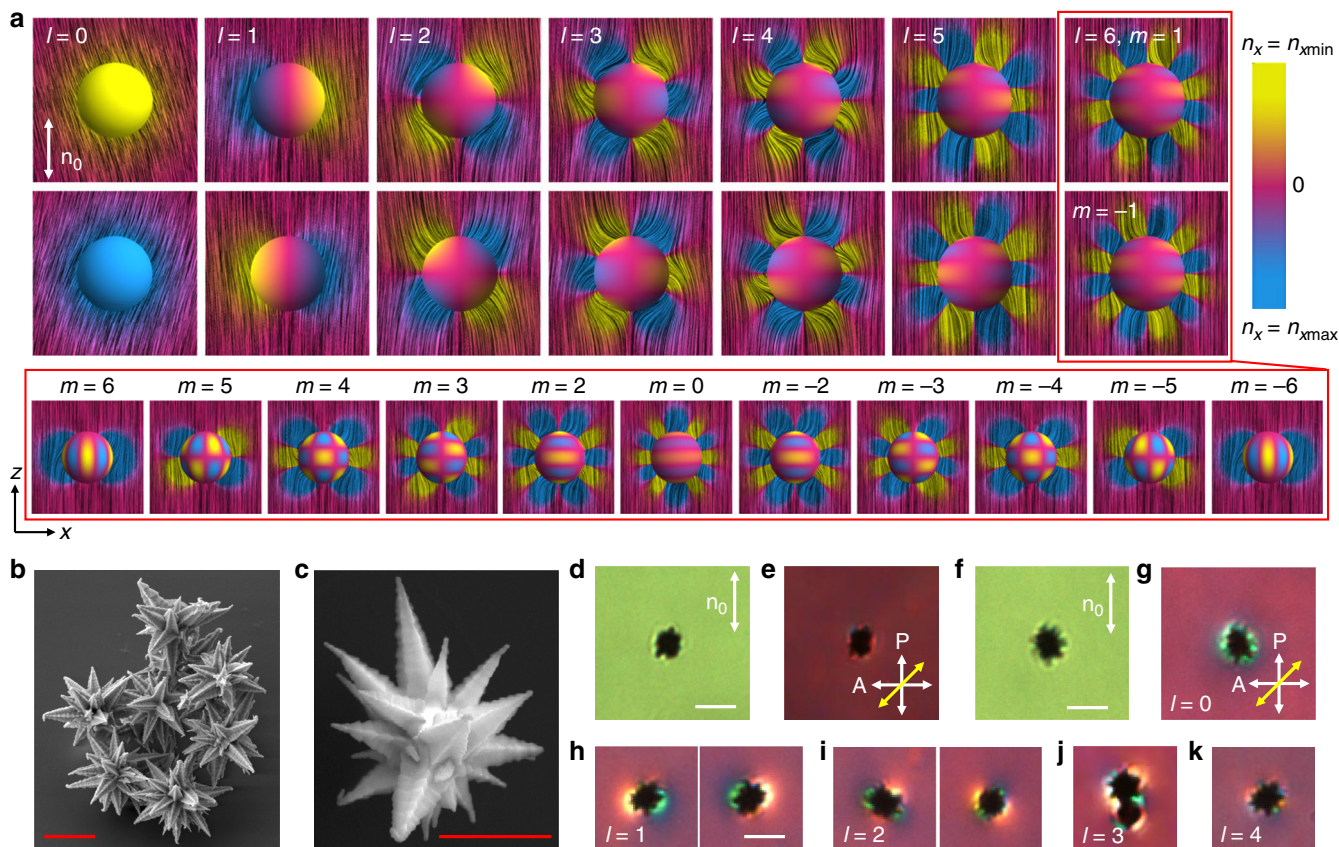 a
l = 0
l = 1
l = 2
l = 3
l = 4
l = 5
l = 6, m = 1
n₀
m = −1
nₓ = nₓmin
0
nₓ = nₓmax
m = 6
m = 5
m = 4
m = 3
m = 2
m = 0
m = −2
m = −3
m = −4
m = −5
m = −6
z
x
b
c
d
n₀
e
P
A
f
n₀
g
P
A
l = 0
h
l = 1
i
l = 2
j
l = 3
k
l = 4